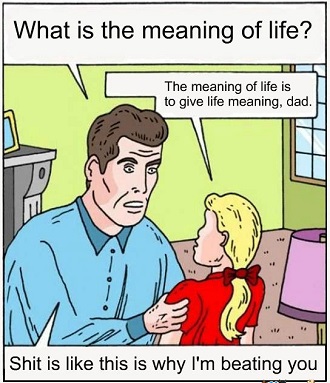 What is the meaning of life?
The meaning of life is
to give life meaning, dad.
Shit is like this is why I'm beating you